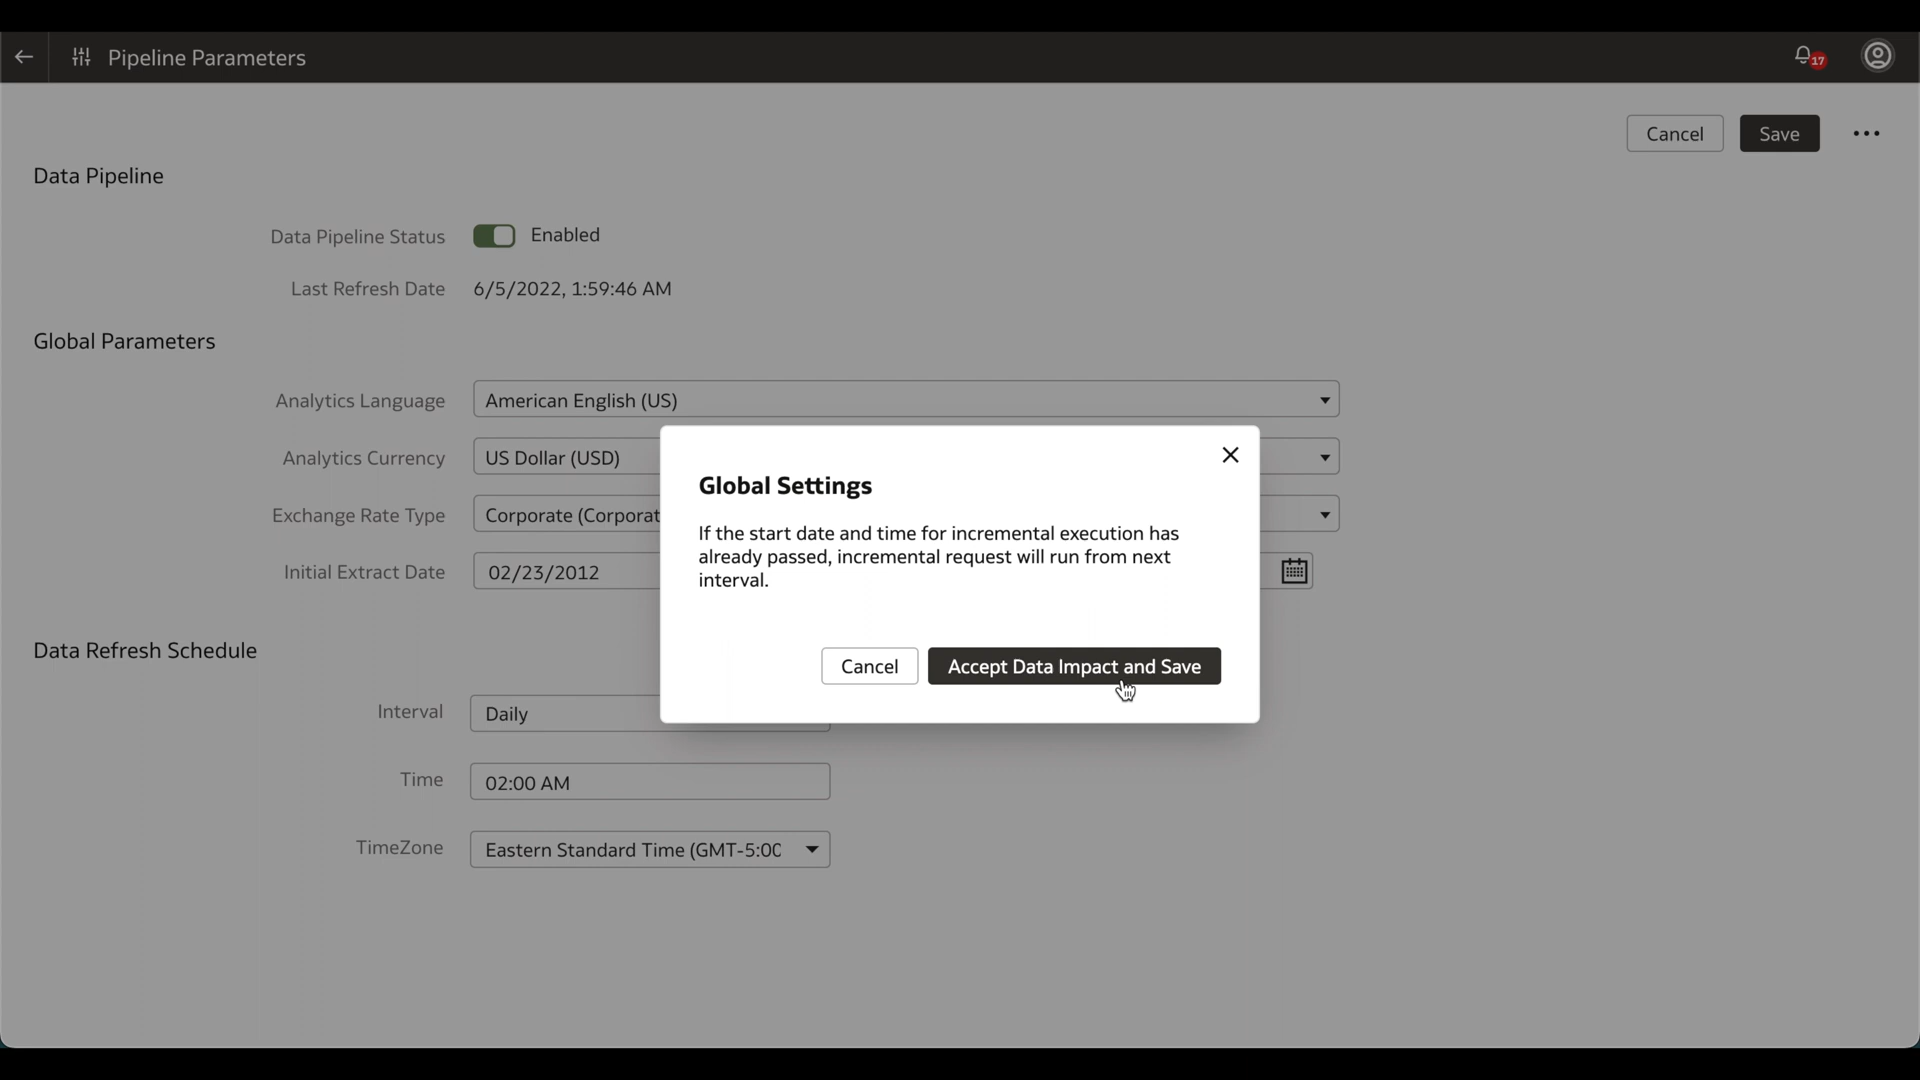 Pipeline Parameters
17
Cancel
Save
Data Pipeline
Data Pipeline Status
Enabled
Last Refresh Date
6/5/2022, 1:59:46 AM
Global Parameters
Analytics Language
American English (US)
Analytics Currency
US Dollar (USD)
Exchange Rate Type
Corporate (Corporat
Initial Extract Date
02/23/2012
Global Settings
If the start date and time for incremental execution has
already passed, incremental request will run from next
interval.
Cancel
Accept Data Impact and Save
Data Refresh Schedule
Interval
Daily
Time
02:00 AM
TimeZone
Eastern Standard Time (GMT-5:00